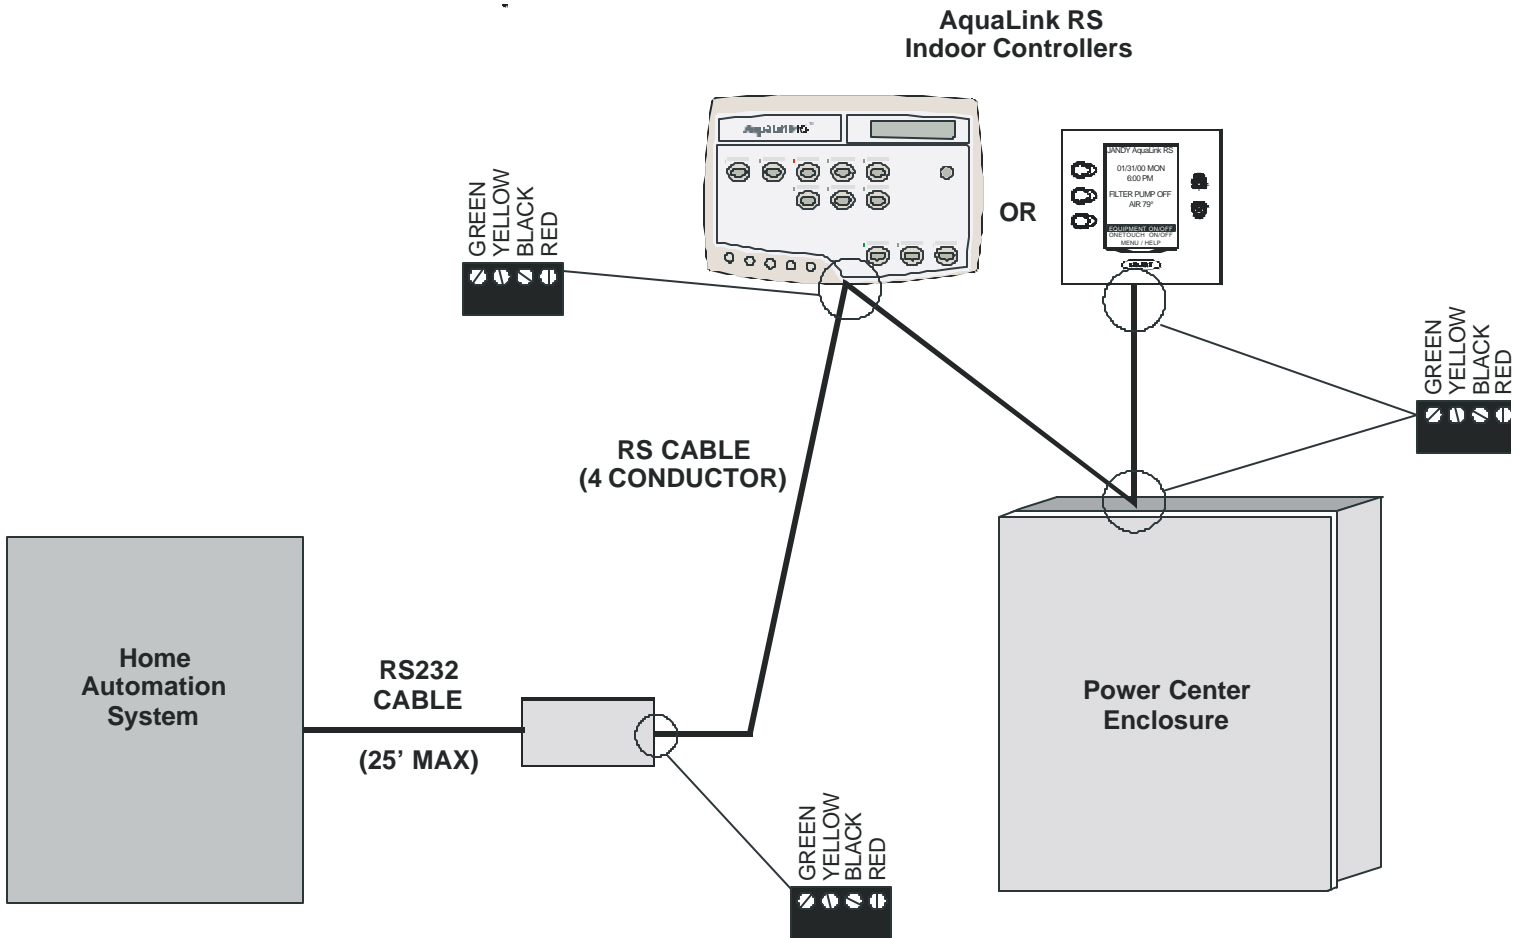 AquaLink RS
Indoor Controllers
GREEN
YELLOW
BLACK
RED
OR
JANDY AquaLink RS
01/31/00 MON
6:00 PM
FILTER PUMP OFF
AIR 79°
EQUIPMENT ON/OFF
ONETOUCH ON/OFF
MENU / HELP
GREEN
YELLOW
BLACK
RED
RS CABLE
(4 CONDUCTOR)
Home
Automation
System
RS232
CABLE
(25' MAX)
Power Center
Enclosure
GREEN
YELLOW
BLACK
RED